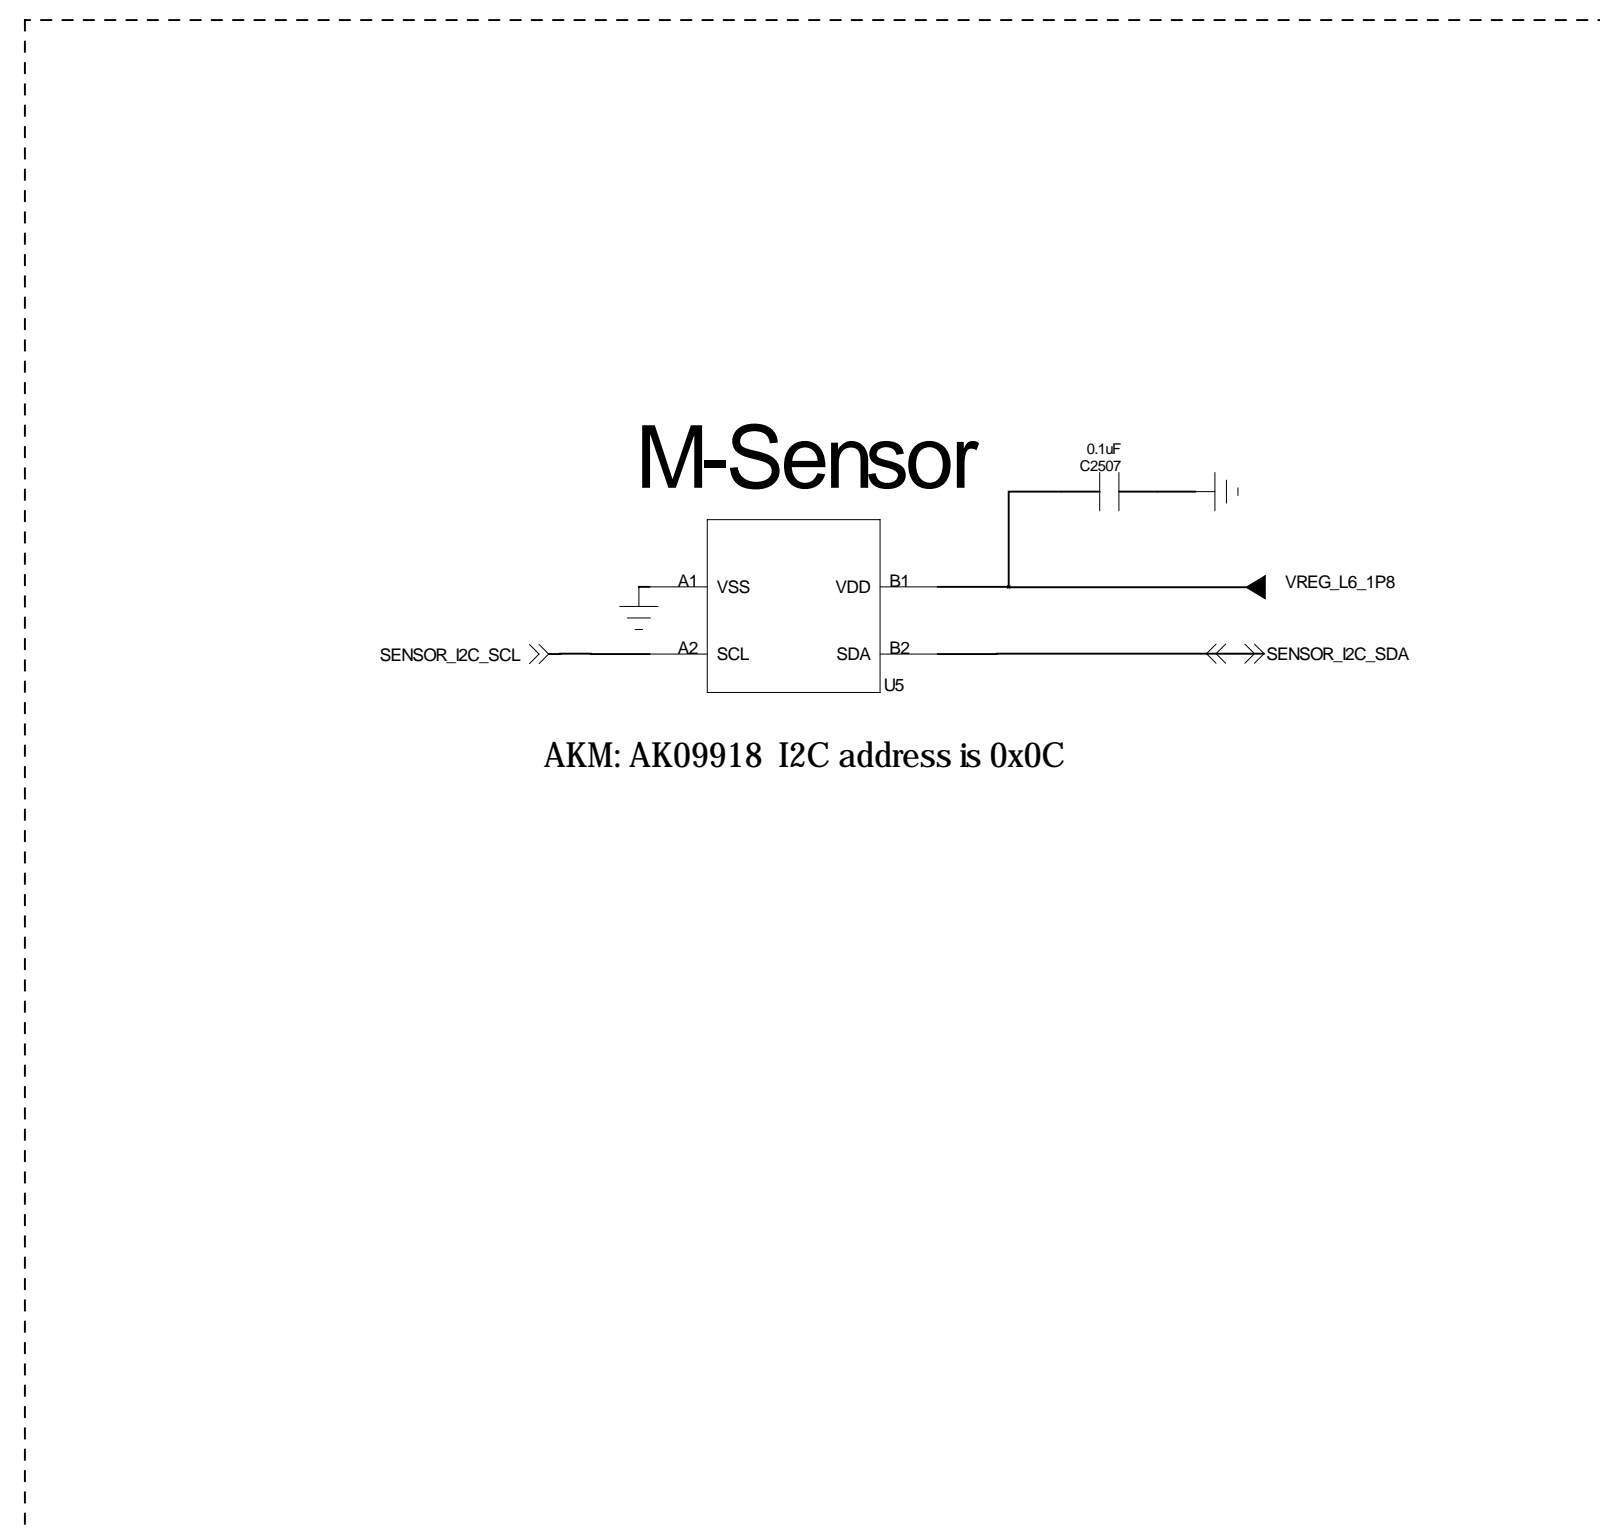 M-Sensor
0.1uF
C2507
A1
VSS
VDD
B1
VREG_L6_1P8
SENSOR_I2C_SCL
A2
SCL
SDA
B2
SENSOR_I2C_SDA
U5
AKM: AK09918 I2C address is 0x0C